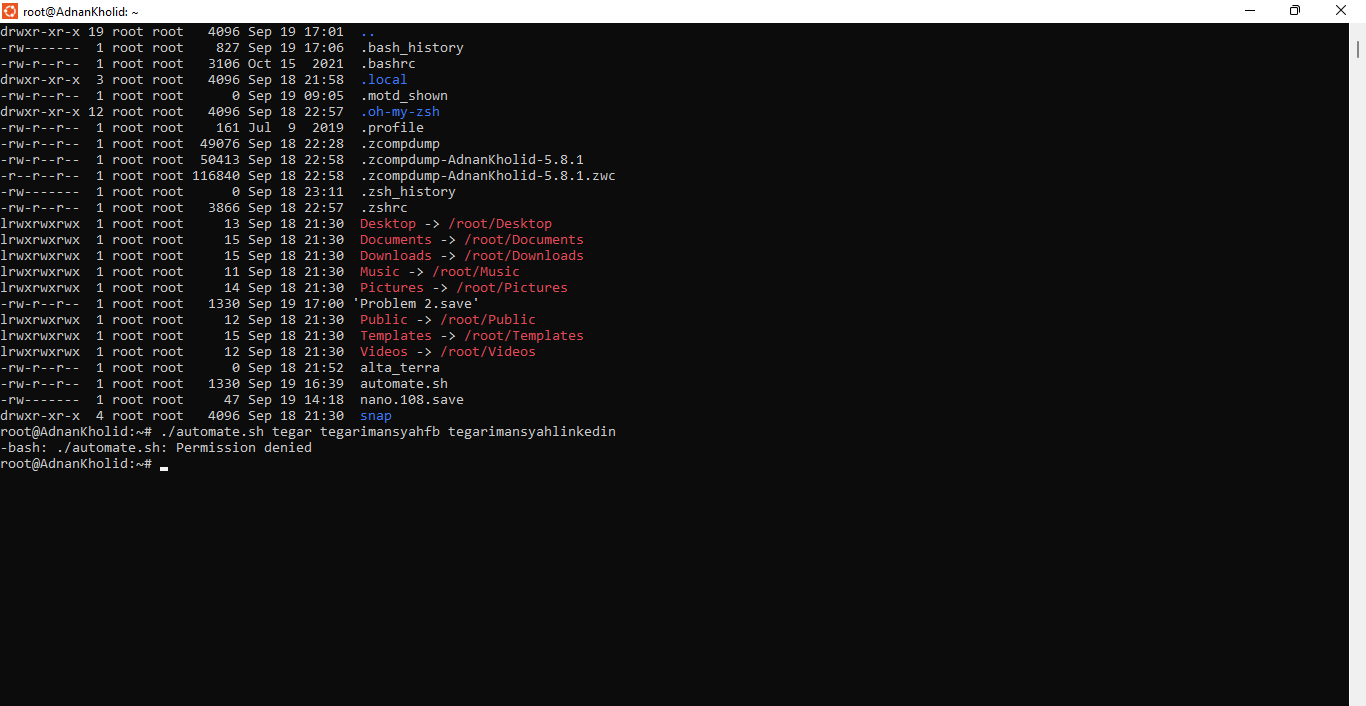 root@AdnanKholid: ~
drwxr-xr-x 19 root root   4096 Sep 19 17:01  ..
-rw-------  1 root root    827 Sep 19 17:06  .bash_history
-rw-r--r--  1 root root   3106 Oct 15  2021  .bashrc
drwxr-xr-x  3 root root   4096 Sep 18 21:58  .local
-rw-r--r--  1 root root      0 Sep 19 09:05  .motd_shown
drwxr-xr-x 12 root root   4096 Sep 18 22:57  .oh-my-zsh
-rw-r--r--  1 root root    161 Jul  9  2019  .profile
-rw-r--r--  1 root root  49076 Sep 18 22:28  .zcompdump
-rw-r--r--  1 root root  50413 Sep 18 22:58  .zcompdump-AdnanKholid-5.8.1
-r--r--r--  1 root root 116840 Sep 18 22:58  .zcompdump-AdnanKholid-5.8.1.zwc
-rw-------  1 root root      0 Sep 18 23:11  .zsh_history
-rw-r--r--  1 root root   3866 Sep 18 22:57  .zshrc
lrwxrwxrwx  1 root root     13 Sep 18 21:30  Desktop -> /root/Desktop
lrwxrwxrwx  1 root root     15 Sep 18 21:30  Documents -> /root/Documents
lrwxrwxrwx  1 root root     15 Sep 18 21:30  Downloads -> /root/Downloads
lrwxrwxrwx  1 root root     11 Sep 18 21:30  Music -> /root/Music
lrwxrwxrwx  1 root root     14 Sep 18 21:30  Pictures -> /root/Pictures
-rw-r--r--  1 root root   1330 Sep 19 17:00 'Problem 2.save'
lrwxrwxrwx  1 root root     12 Sep 18 21:30  Public -> /root/Public
lrwxrwxrwx  1 root root     15 Sep 18 21:30  Templates -> /root/Templates
lrwxrwxrwx  1 root root     12 Sep 18 21:30  Videos -> /root/Videos
-rw-r--r--  1 root root      0 Sep 18 21:52  alta_terra
-rw-r--r--  1 root root   1330 Sep 19 16:39  automate.sh
-rw-------  1 root root     47 Sep 19 14:18  nano.108.save
drwxr-xr-x  4 root root   4096 Sep 18 21:30  snap
root@AdnanKholid:~# ./automate.sh tegar tegarimansyahfb tegarimansyahlinkedin
-bash: ./automate.sh: Permission denied
root@AdnanKholid:~#